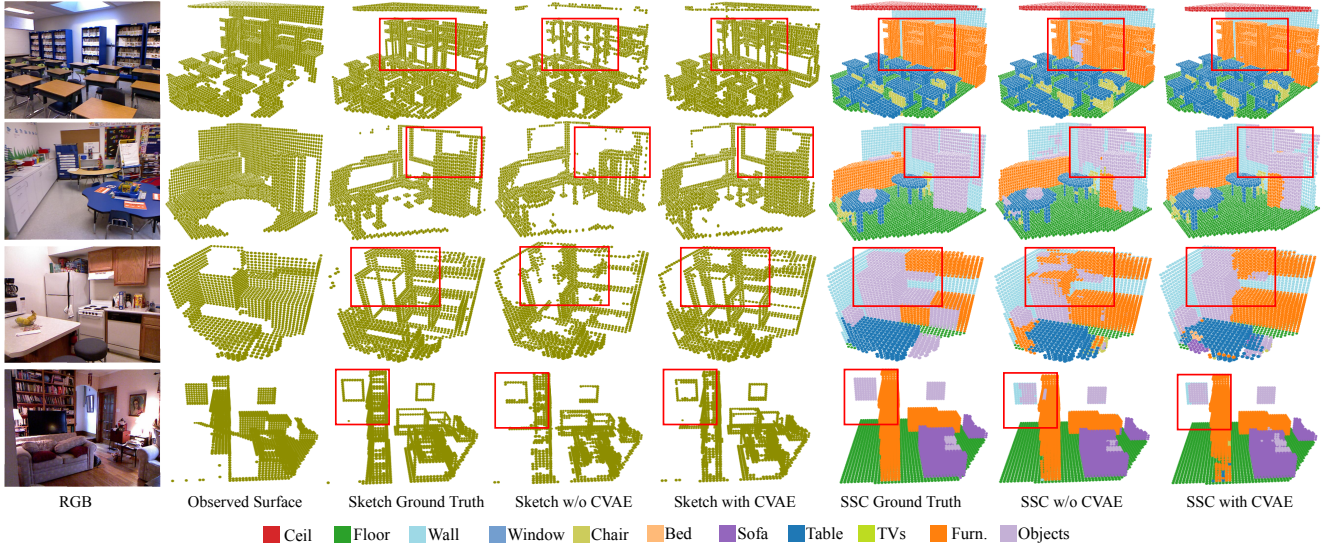 RGB Observed Surface Sketch Ground Truth Sketch w/o CVAE Sketch with CVAE SSC Ground Truth SSC w/o CVAE SSC with CVAE
Ceil Floor Wall Window Chair Bed Sofa Table TVs Furn. Objects